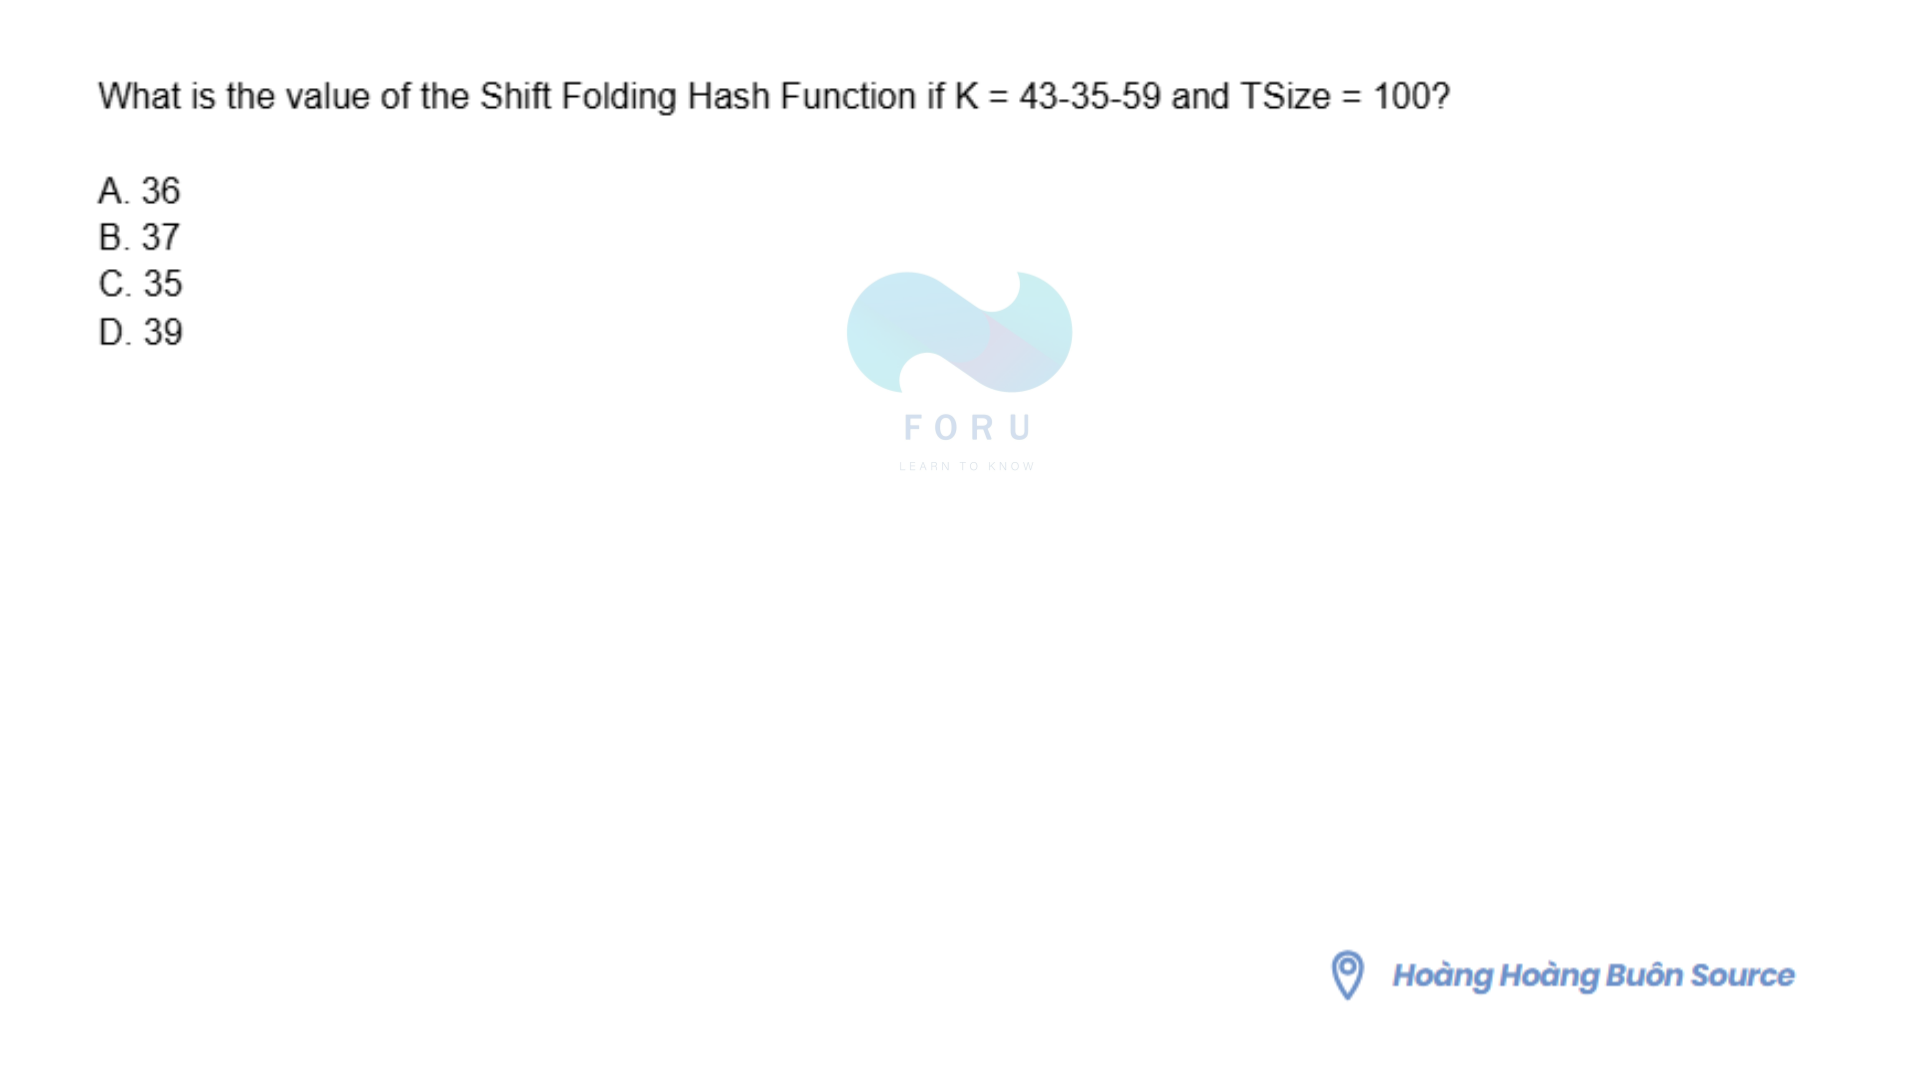 What is the value of the Shift Folding Hash Function if K = 43-35-59 and TSize = 100?
A. 36
B. 37
C. 35
D. 39
FORU
LEARN TO KNOW
Hoàng Hoàng Buôn Source